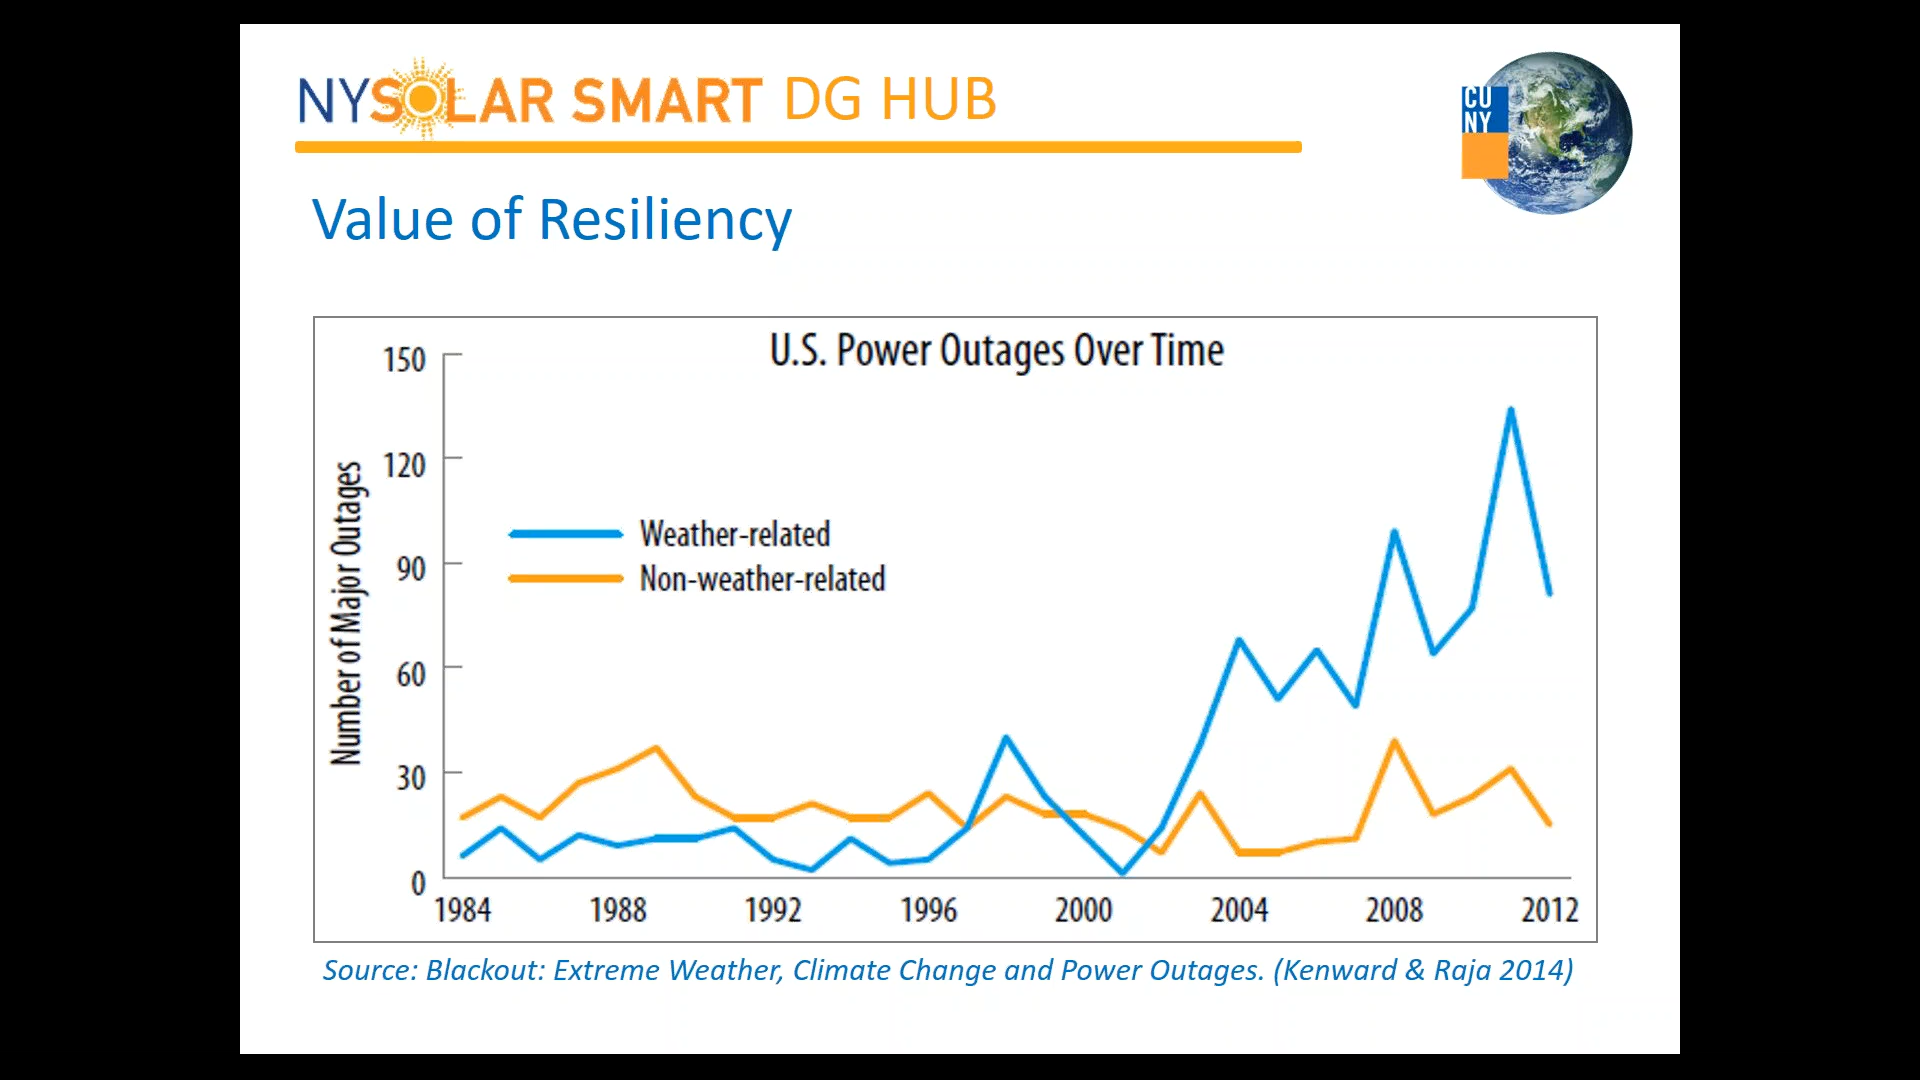 NYSOLAR SMART DG HUB
CU
NY
Value of Resiliency
U.S. Power Outages Over Time
150
120
90
60
30
0
Number of Major Outages
Weather-related
Non-weather-related
1984 1988 1992 1996 2000 2004 2008 2012
Source: Blackout: Extreme Weather, Climate Change and Power Outages. (Kenward & Raja 2014)